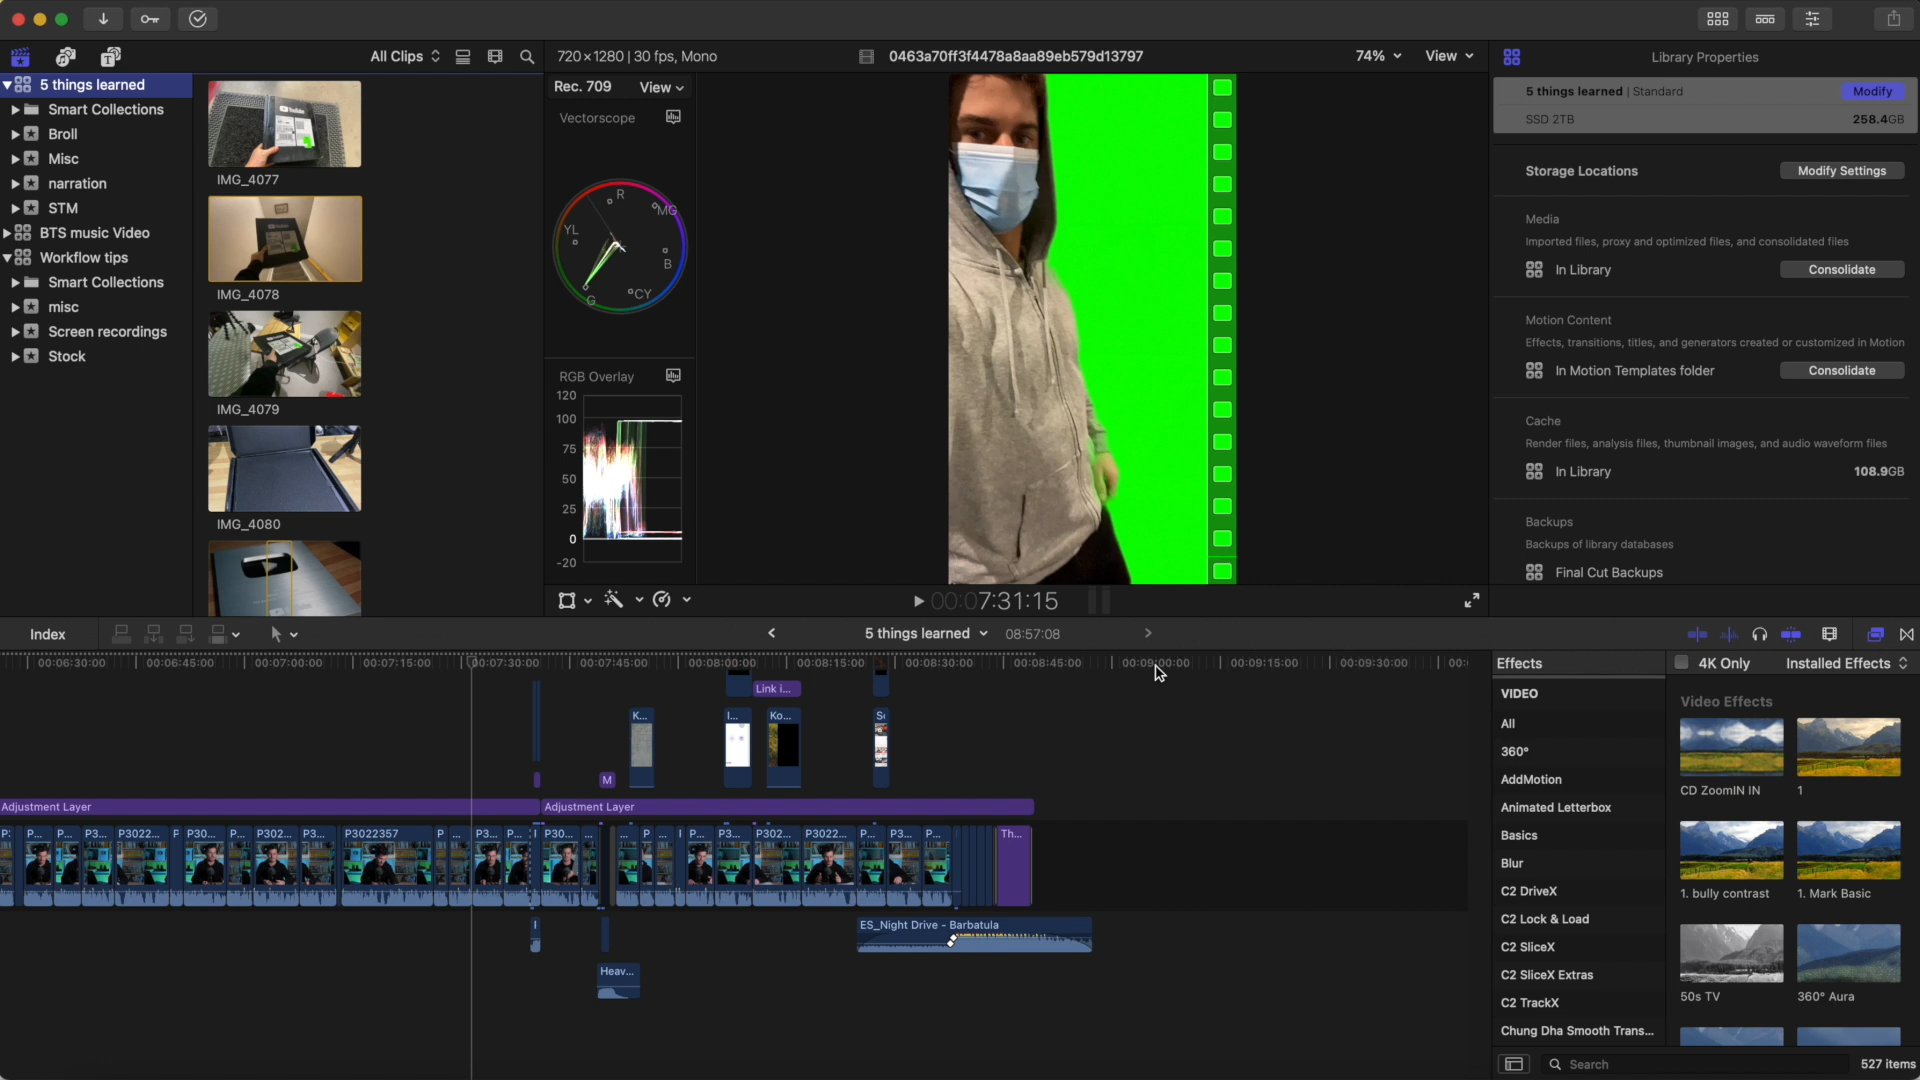 All Clips
720×1280 | 30 fps, Mono
0463a70ff3f4478a8aa89eb579d13797
74%
View
Library Properties
5 things learned
Smart Collections
Broll
Misc
narration
STM
BTS music Video
Workflow tips
Smart Collections
misc
Screen recordings
Stock
IMG_4077
IMG_4078
IMG_4079
IMG_4080
Rec. 709
View
Vectorscope
R
MG
YL
B
CY
G
RGB Overlay
120
100
75
50
25
0
-20
5 things learned | Standard
Modify
SSD 2TB
258.4GB
Storage Locations
Modify Settings
Media
Imported files, proxy and optimized files, and consolidated files
In Library
Consolidate
Motion Content
Effects, transitions, titles, and generators created or customized in Motion
In Motion Templates folder
Consolidate
Cache
Render files, analysis files, thumbnail images, and audio waveform files
In Library
108.9GB
Backups
Backups of library databases
Final Cut Backups
00:07:31:15
Index
5 things learned
08:57:08
00:06:30:00
00:06:45:00
00:07:00:00
00:07:15:00
00:07:30:00
00:07:45:00
00:08:00:00
00:08:15:00
00:08:30:00
00:08:45:00
00:09:00:00
00:09:15:00
00:09:30:00
00:
Link i...
K...
I...
Ko...
M
Adjustment Layer
Adjustment Layer
P...
P...
P3...
P3022...
P
P30...
P...
P302...
P3...
P3022357
P
...
P3...
P...
P30...
...
...
P
...
P...
P3...
P302...
P3022...
P...
P3...
P...
Th...
ES_Night Drive - Barbatula
Heav...
Effects
4K Only
Installed Effects
VIDEO
All
360°
AddMotion
Animated Letterbox
Basics
Blur
C2 DriveX
C2 Lock & Load
C2 SliceX
C2 SliceX Extras
C2 TrackX
Chung Dha Smooth Trans...
Video Effects
CD ZoomIN IN
1
1. bully contrast
1. Mark Basic
50s TV
360° Aura
Search
527 items